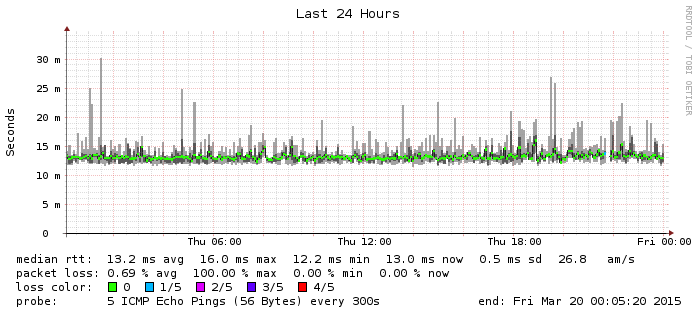 Last 24 Hours
RRDTOOL / TOBI OETIKER
Seconds
30 m
25 m
20 m
15 m
10 m
5 m
0
Thu 06:00 Thu 12:00 Thu 18:00 Fri 00:00
median rtt: 13.2 ms avg 16.0 ms max 12.2 ms min 13.0 ms now 0.5 ms sd 26.8 am/s
packet loss: 0.69 % avg 100.00 % max 0.00 % min 0.00 % now
loss color: 0 1/5 2/5 3/5 4/5
probe: 5 ICMP Echo Pings (56 Bytes) every 300s end: Fri Mar 20 00:05:20 2015